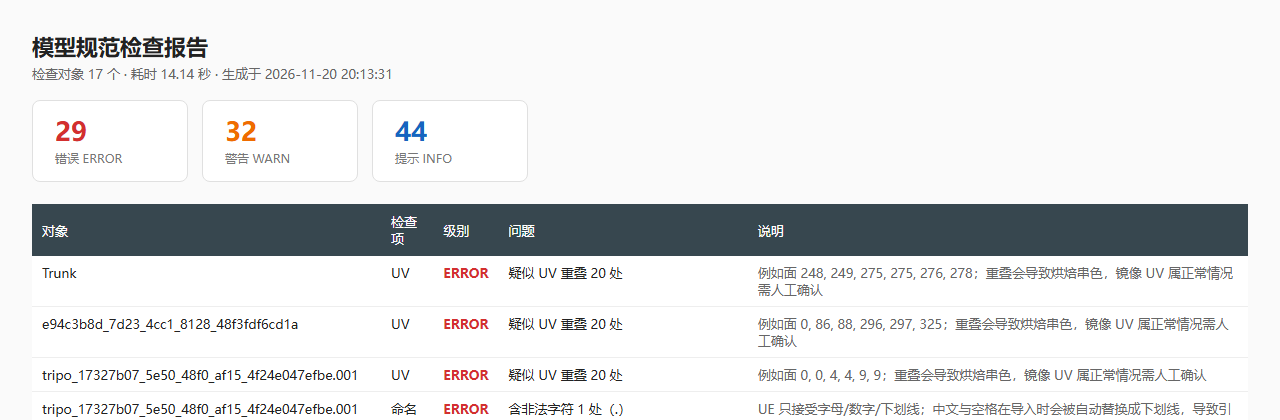 模型规范检查报告
检查对象 17 个 · 耗时 14.14 秒 · 生成于 2026-11-20 20:13:31
29
错误 ERROR
32
警告 WARN
44
提示 INFO
对象 检查项 级别 问题 说明
Trunk UV ERROR 疑似 UV 重叠 20 处 例如面 248, 249, 275, 275, 276, 278；重叠会导致烘焙串色，镜像 UV 属正常情况
需人工确认
e94c3b8d_7d23_4cc1_8128_48f3fdf6cd1a UV ERROR 疑似 UV 重叠 20 处 例如面 0, 86, 88, 296, 297, 325；重叠会导致烘焙串色，镜像 UV 属正常情况需人
工确认
tripo_17327b07_5e50_48f0_af15_4f24e047efbe.001 UV ERROR 疑似 UV 重叠 20 处 例如面 0, 0, 4, 4, 9, 9；重叠会导致烘焙串色，镜像 UV 属正常情况需人工确认
tripo_17327b07_5e50_48f0_af15_4f24e047efbe.001 命名 ERROR 含非法字符 1 处（.） UE 只接受字母/数字/下划线；中文与空格在导入时会被自动替换成下划线，导致引